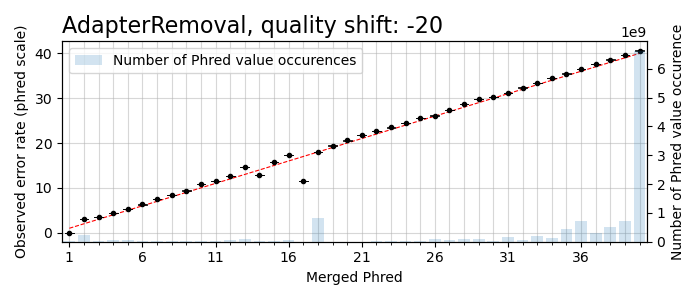 AdapterRemoval, quality shift: -20
1e9
Number of Phred value occurences
Observed error rate (phred scale)
40
30
20
10
0
6
5
4
3
2
1
0
Number of Phred value occurence
1 6 11 16 21 26 31 36
Merged Phred